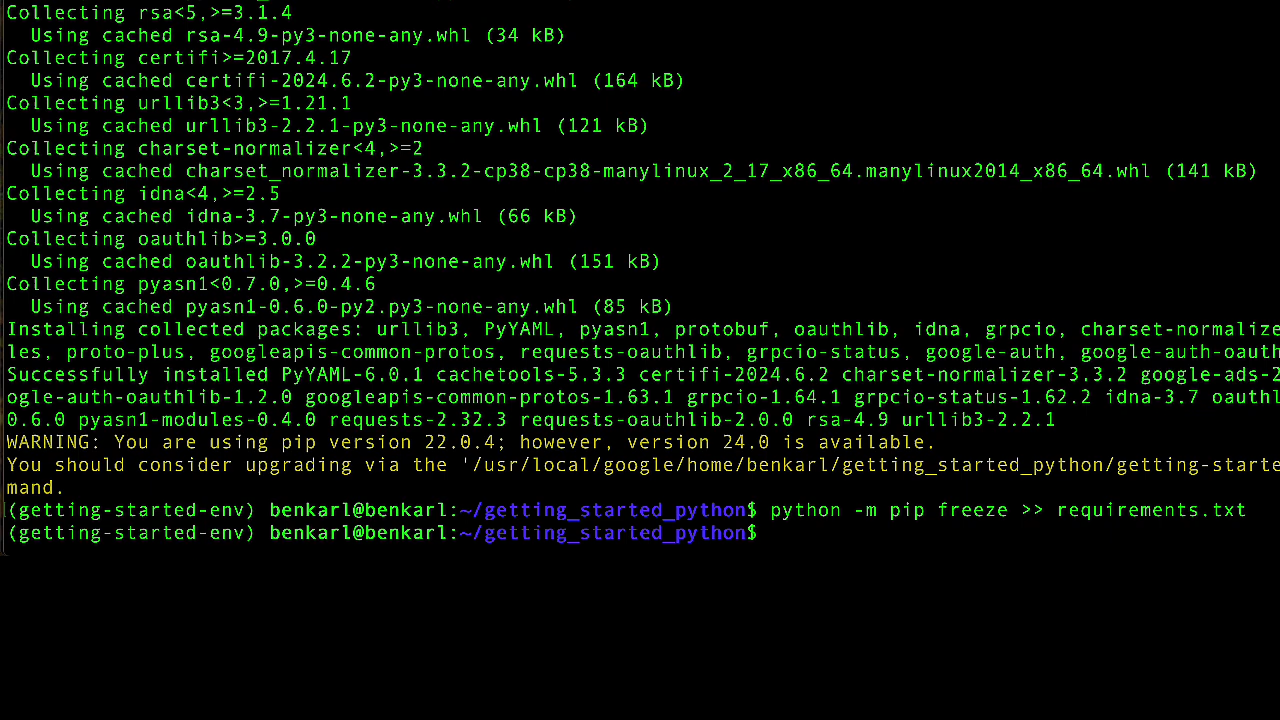 Collecting rsa<5,>=3.1.4
  Using cached rsa-4.9-py3-none-any.whl (34 kB)
Collecting certifi>=2017.4.17
  Using cached certifi-2024.6.2-py3-none-any.whl (164 kB)
Collecting urllib3<3,>=1.21.1
  Using cached urllib3-2.2.1-py3-none-any.whl (121 kB)
Collecting charset-normalizer<4,>=2
  Using cached charset_normalizer-3.3.2-cp38-cp38-manylinux_2_17_x86_64.manylinux2014_x86_64.whl (141 kB)
Collecting idna<4,>=2.5
  Using cached idna-3.7-py3-none-any.whl (66 kB)
Collecting oauthlib>=3.0.0
  Using cached oauthlib-3.2.2-py3-none-any.whl (151 kB)
Collecting pyasn1<0.7.0,>=0.4.6
  Using cached pyasn1-0.6.0-py2.py3-none-any.whl (85 kB)
Installing collected packages: urllib3, PyYAML, pyasn1, protobuf, oauthlib, idna, grpcio, charset-normalize
les, proto-plus, googleapis-common-protos, requests-oauthlib, grpcio-status, google-auth, google-auth-oauth
Successfully installed PyYAML-6.0.1 cachetools-5.3.3 certifi-2024.6.2 charset-normalizer-3.3.2 google-ads-2
ogle-auth-oauthlib-1.2.0 googleapis-common-protos-1.63.1 grpcio-1.64.1 grpcio-status-1.62.2 idna-3.7 oauthl
0.6.0 pyasn1-modules-0.4.0 requests-2.32.3 requests-oauthlib-2.0.0 rsa-4.9 urllib3-2.2.1
WARNING: You are using pip version 22.0.4; however, version 24.0 is available.
You should consider upgrading via the '/usr/local/google/home/benkarl/getting_started_python/getting-starte
mand.
(getting-started-env) benkarl@benkarl:~/getting_started_python$ python -m pip freeze >> requirements.txt
(getting-started-env) benkarl@benkarl:~/getting_started_python$